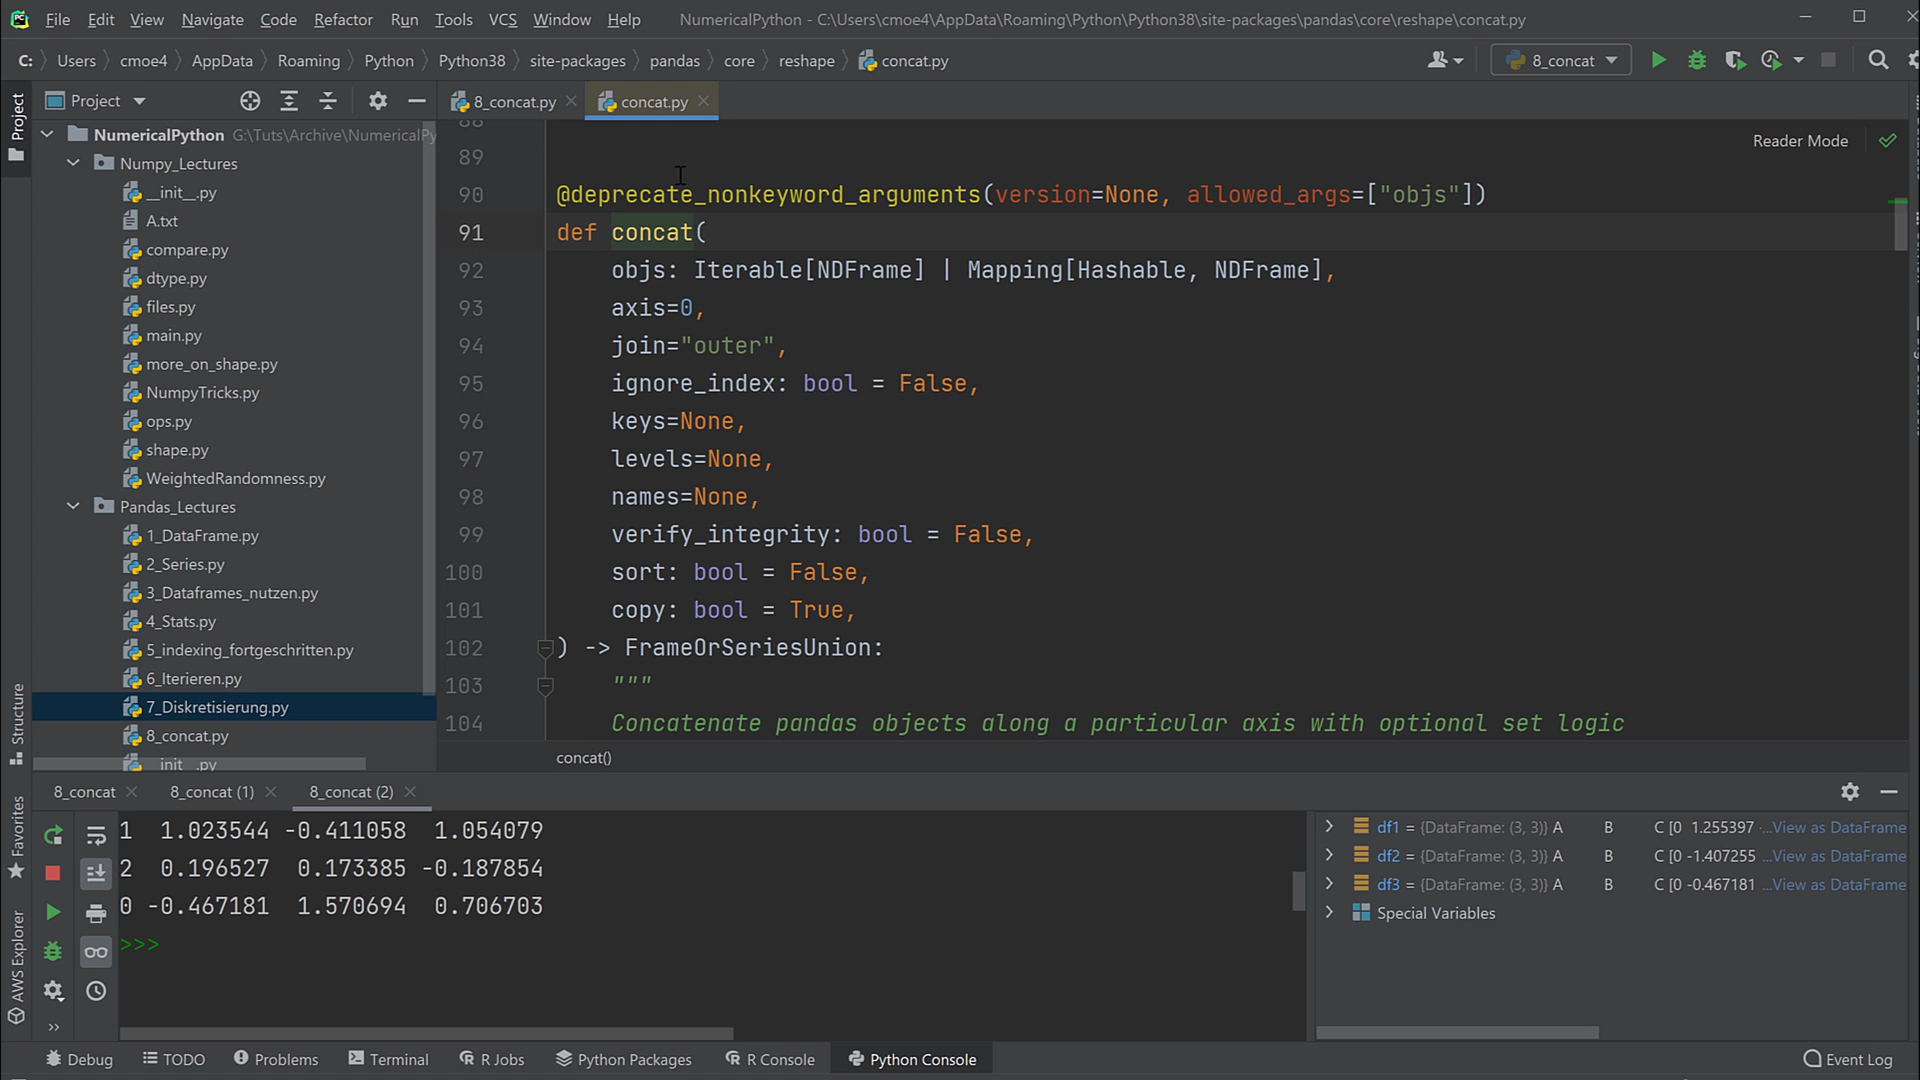 File Edit View Navigate Code Refactor Run Tools VCS Window Help NumericalPython - C:\Users\cmoe4\AppData\Roaming\Python\Python38\site-packages\pandas\core\reshape\concat.py
C: Users cmoe4 AppData Roaming Python Python38 site-packages pandas core reshape concat.py 8_concat
Project
Project
8_concat.py
concat.py
NumericalPython G:\Tuts\Archive\NumericalPy
Numpy_Lectures
__init__.py
A.txt
compare.py
dtype.py
files.py
main.py
more_on_shape.py
NumpyTricks.py
ops.py
shape.py
WeightedRandomness.py
Pandas_Lectures
1_DataFrame.py
2_Series.py
3_Dataframes_nutzen.py
4_Stats.py
5_indexing_fortgeschritten.py
6_Iterieren.py
7_Diskretisierung.py
8_concat.py
__init__.py
Structure
Favorites
AWS Explorer
Reader Mode
88
89
90 @deprecate_nonkeyword_arguments(version=None, allowed_args=["objs"])
91 def concat(
92 objs: Iterable[NDFrame] | Mapping[Hashable, NDFrame],
93 axis=0,
94 join="outer",
95 ignore_index: bool = False,
96 keys=None,
97 levels=None,
98 names=None,
99 verify_integrity: bool = False,
100 sort: bool = False,
101 copy: bool = True,
102 ) -> FrameOrSeriesUnion:
103 """
104 Concatenate pandas objects along a particular axis with optional set logic
concat()
8_concat 8_concat (1) 8_concat (2)
1 1.023544 -0.411058 1.054079
2 0.196527 0.173385 -0.187854
0 -0.467181 1.570694 0.706703
>>>
df1 = {DataFrame: (3, 3)} A B C [0 1.255397 ...View as DataFrame
df2 = {DataFrame: (3, 3)} A B C [0 -1.407255 ...View as DataFrame
df3 = {DataFrame: (3, 3)} A B C [0 -0.467181 ...View as DataFrame
Special Variables
Debug TODO Problems Terminal R Jobs Python Packages R Console Python Console Event Log